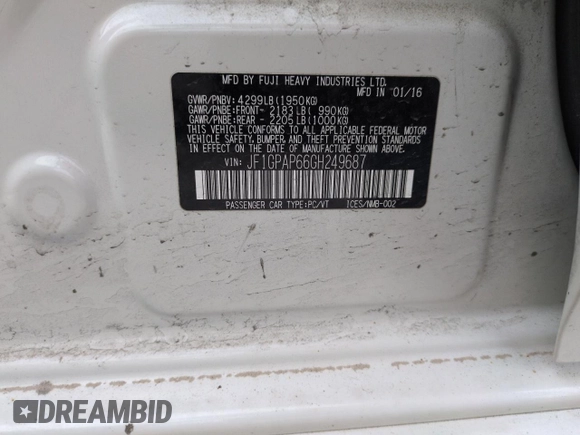 MFD BY FUJI HEAVY INDUSTRIES LTD.
MFD IN 01/16
GVWR/PNBV: 4299LB(1950KG)
GAWR/PNBE:FRONT- 2183LB( 990KG)
GAWR/PNBE:REAR - 2205LB(1000KG)
THIS VEHICLE CONFORMS TO ALL APPLICABLE FEDERAL MOTOR
VEHICLE SAFETY, BUMPER, AND THEFT PREVENTION
STANDARDS IN EFFECT ON THE
DATE OF MANUFACTURE SHOWN ABOVE.
VIN: JF1GPAP66GH249687
PASSENGER CAR TYPE:PC/VT ICES/NMB-002
DREAMBID